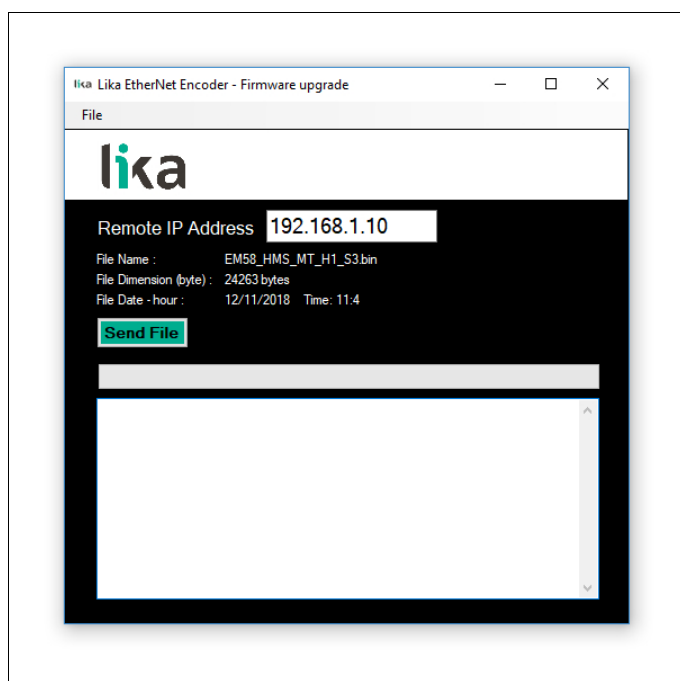 lika Lika EtherNet Encoder - Firmware upgrade
File
lika
Remote IP Address 192.168.1.10
File Name : EM58_HMS_MT_H1_S3.bin
File Dimension (byte) : 24263 bytes
File Date - hour : 12/11/2018 Time: 11:4
Send File